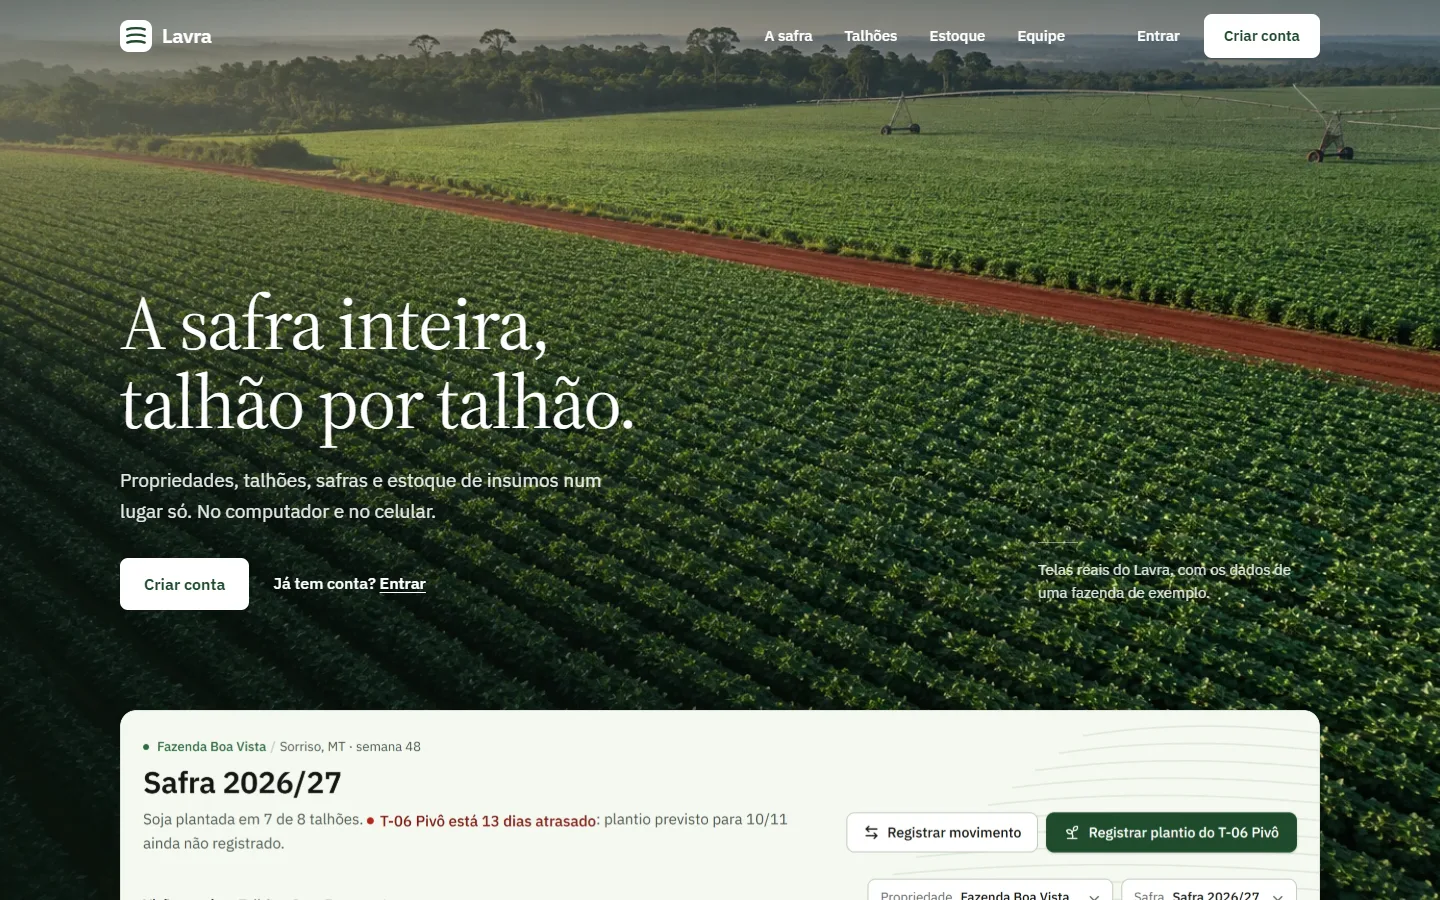 Lavra
A safra Talhões Estoque Equipe Entrar Criar conta
A safra inteira,
talhão por talhão.
Propriedades, talhões, safras e estoque de insumos num
lugar só. No computador e no celular.
Criar conta Já tem conta? Entrar
Telas reais do Lavra, com os dados de
uma fazenda de exemplo.
Fazenda Boa Vista / Sorriso, MT · semana 48
Safra 2026/27
Soja plantada em 7 de 8 talhões. T-06 Pivô está 13 dias atrasado: plantio previsto para 10/11
ainda não registrado.
Registrar movimento Registrar plantio do T-06 Pivô
Propriedade Fazenda Boa Vista Safra Safra 2026/27